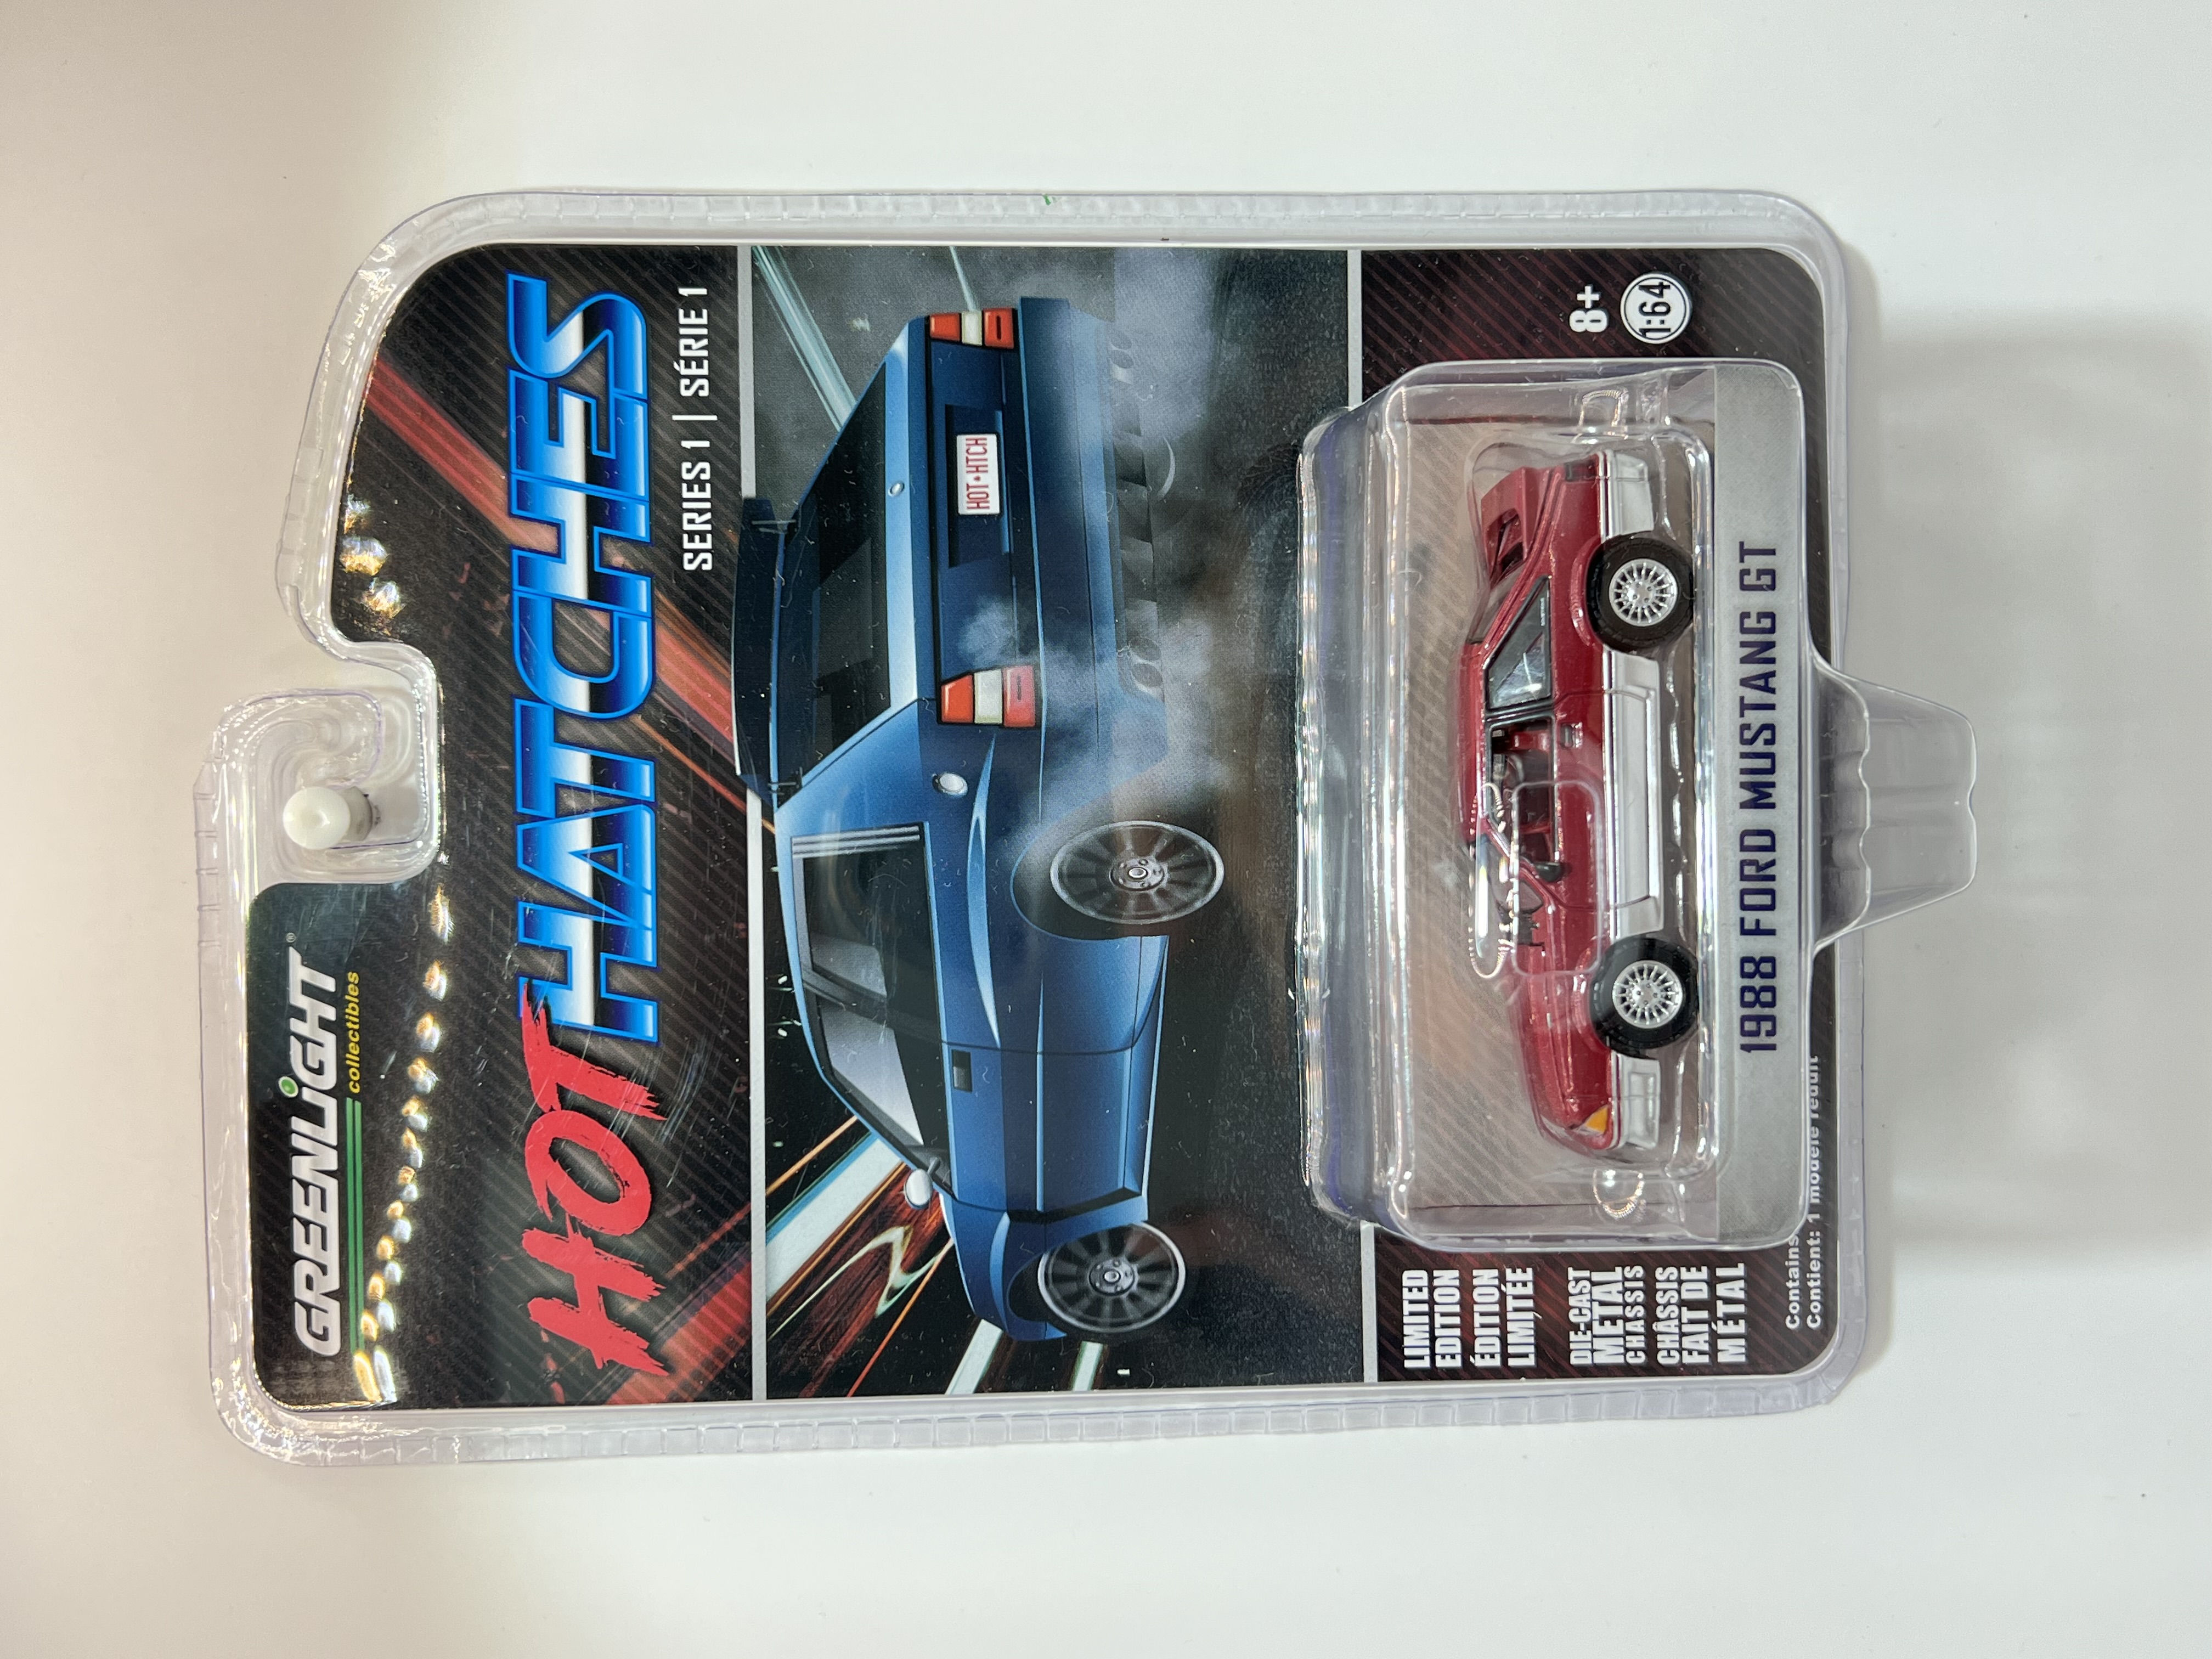 GREENLiGHT®
collectibles
HOT HATCHES
SERIES 1 | SÉRIE 1
HOT•HTCH
LIMITED
EDITION
ÉDITION
LIMITÉE
DIE-CAST
METAL
CHASSIS
CHÂSSIS
FAIT DE
MÉTAL
8+
1:64
1988 FORD MUSTANG GT
Contains
Contient: 1 modèle réduit